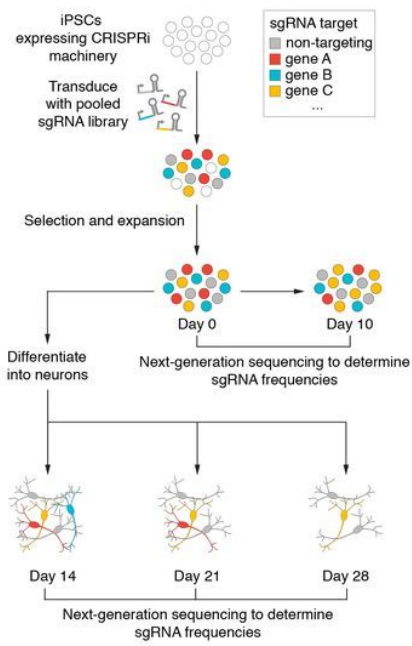 iPSCs
expressing CRISPRi
machinery
sgRNA target
non-targeting
gene A
gene B
gene C
...
Transduce
with pooled
sgRNA library
Selection and expansion
Day 0
Day 10
Differentiate
into neurons
Next-generation sequencing to determine
sgRNA frequencies
Day 14
Day 21
Day 28
Next-generation sequencing to determine
sgRNA frequencies